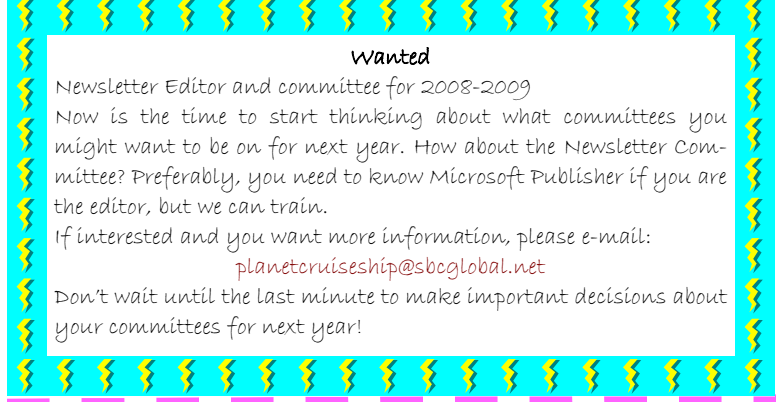 Wanted
Newsletter Editor and committee for 2008-2009
Now is the time to start thinking about what committees you
might want to be on for next year. How about the Newsletter Com-
mittee? Preferably, you need to know Microsoft Publisher if you are
the editor, but we can train.
If interested and you want more information, please e-mail:
planetcruiseship@sbcglobal.net
Don't wait until the last minute to make important decisions about
your committees for next year!